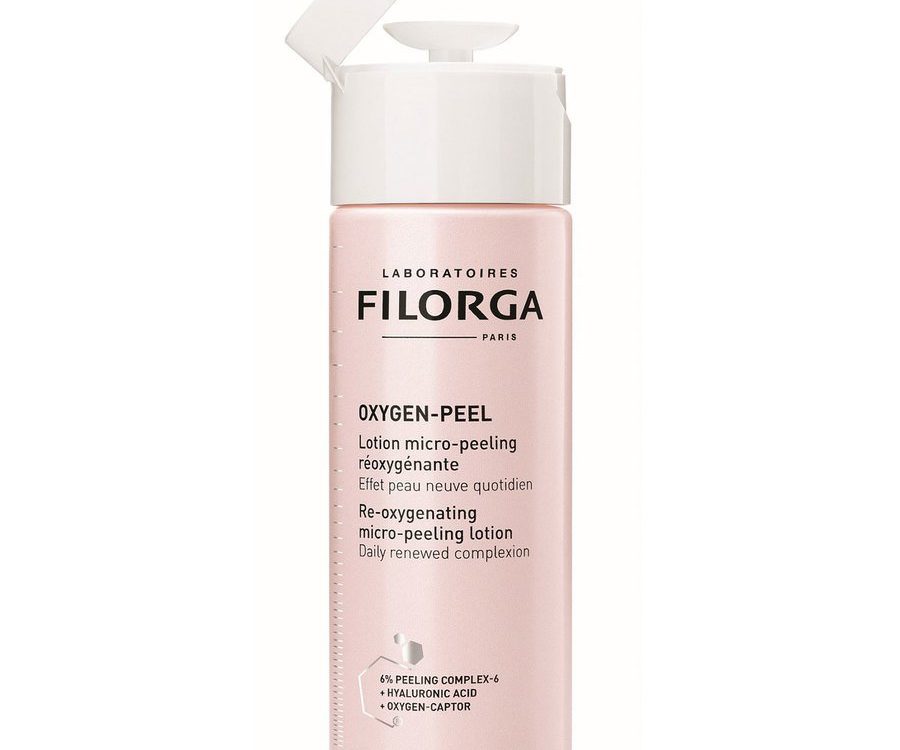 LABORATOIRES
FILORGA
PARIS
OXYGEN-PEEL
Lotion micro-peeling
réoxygénante
Effet peau neuve quotidien
Re-oxygenating
micro-peeling lotion
Daily renewed complexion
6% PEELING COMPLEX-6
+ HYALURONIC ACID
+ OXYGEN-CAPTOR